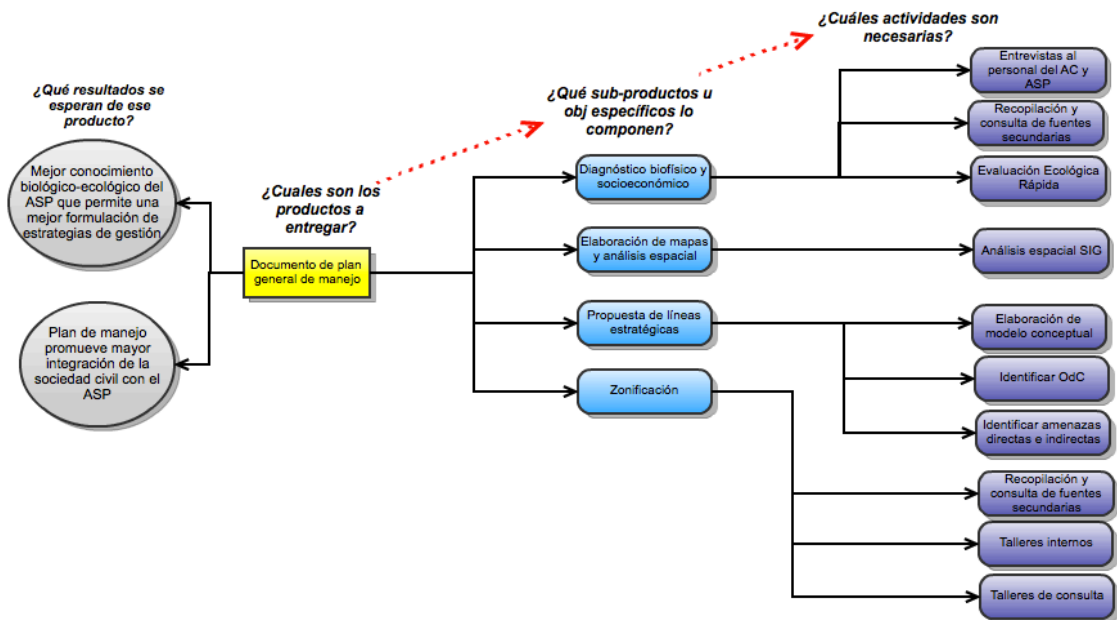 ¿Cuáles actividades son
necesarias?
¿Qué resultados se
esperan de ese
producto?
¿Qué sub-productos u
obj específicos lo
componen?
¿Cuales son los
productos a
entregar?
Mejor conocimiento
biológico-ecológico del
ASP que permite una
mejor formulación de
estrategias de gestión
Plan de manejo
promueve mayor
integración de la
sociedad civil con el
ASP
Documento de plan
general de manejo
Diagnóstico biofísico y
socioeconómico
Elaboración de mapas
y análisis espacial
Propuesta de líneas
estratégicas
Zonificación
Entrevistas al
personal del AC y
ASP
Recopilación y
consulta de fuentes
secundarias
Evaluación Ecológica
Rápida
Análisis espacial SIG
Elaboración de
modelo conceptual
Identificar OdC
Identificar amenazas
directas e indirectas
Recopilación y
consulta de fuentes
secundarias
Talleres internos
Talleres de consulta